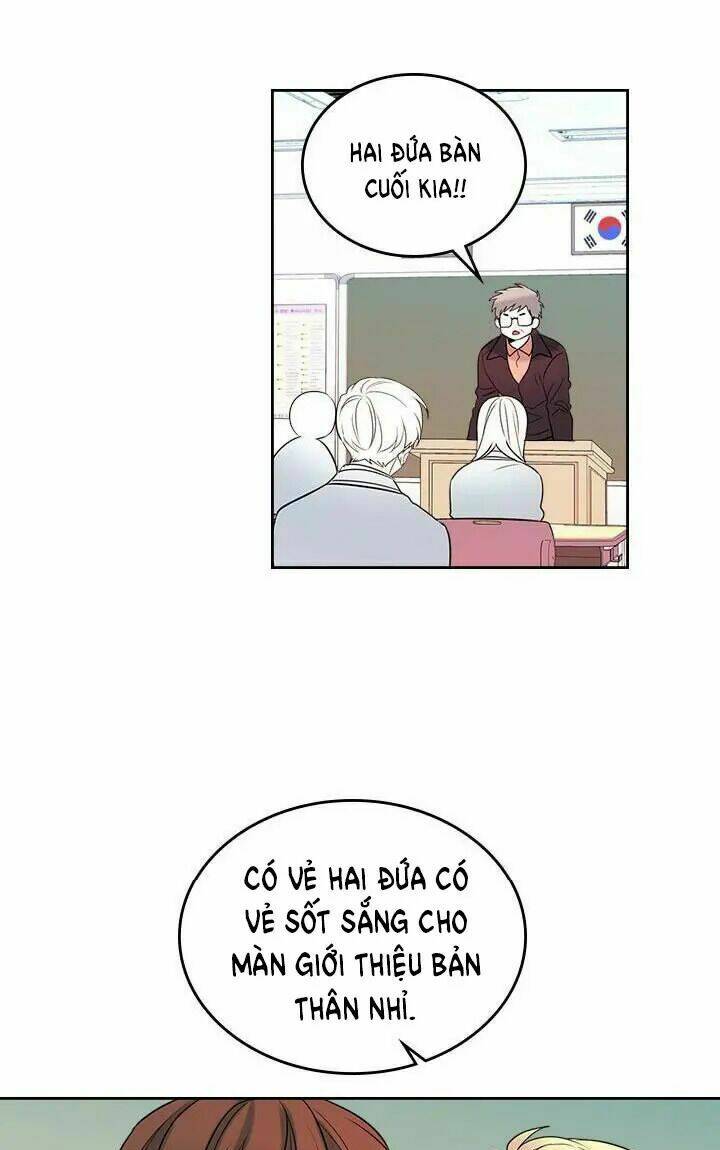 HAI ĐỨA BÀN
CUỐI KIA!!
CÓ VẺ HAI ĐỨA CÓ
VẺ SỐT SẮNG CHO
MÀN GIỚI THIỆU BẢN
THÂN NHỈ.